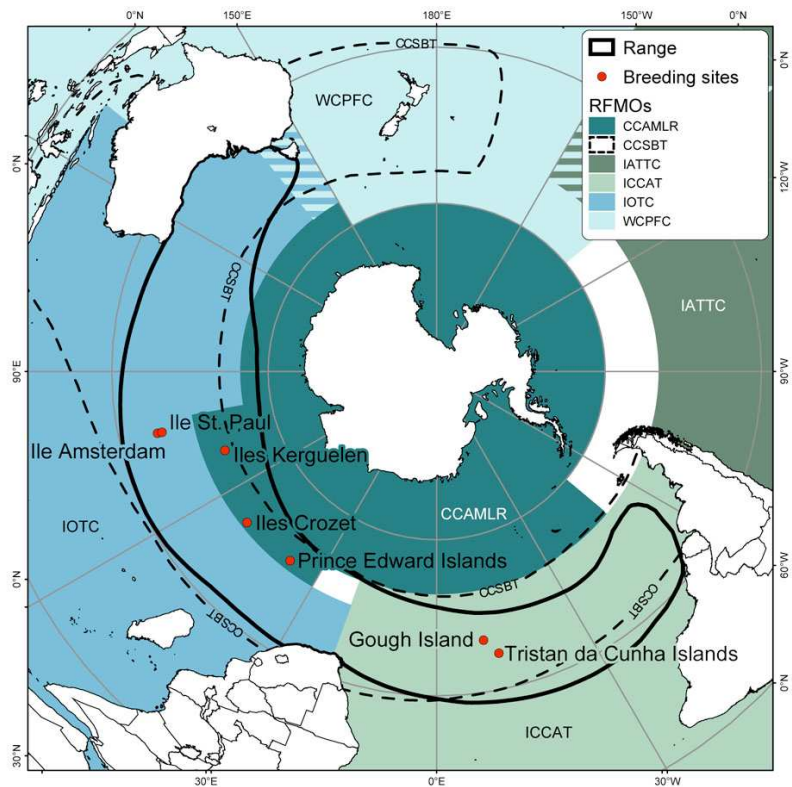 0°N
150°E
180°E
150°W
0°N
0°N
120°W
90°W
60°W
0°N
0°N
90°E
0°N
30°N
30°E
0°E
30°W
CCSBT
WCPFC
Range
Breeding sites
RFMOs
CCAMLR
CCSBT
IATTC
ICCAT
IOTC
WCPFC
CCSBT
IATTC
Ile St. Paul
Ile Amsterdam
Iles Kerguelen
IOTC
Iles Crozet
CCAMLR
Prince Edward Islands
CCSBT
CCSBT
CCSBT
Gough Island
Tristan da Cunha Islands
ICCAT